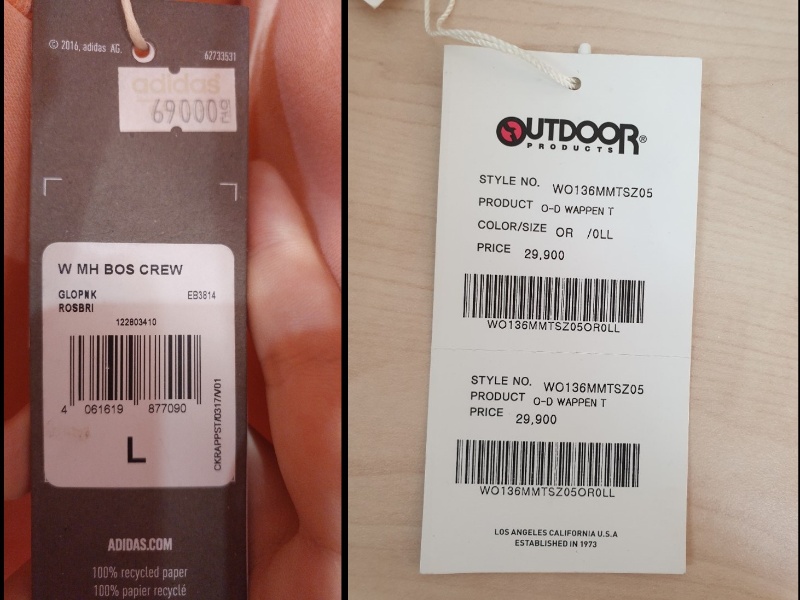 © 2016, adidas AG.
62733531
adidas
69000
W MH BOS CREW
GLOPNK
EB3814
ROSBRI
122803410
4 061619 877090
CKRAPPST/0317/V01
L
ADIDAS.COM
100% recycled paper
100% papier recyclé
OUTDOOR®
PRODUCTS
STYLE NO. WO136MMTSZ05
PRODUCT O-D WAPPEN T
COLOR/SIZE OR /0LL
PRICE 29,900
WO136MMTSZ05OR0LL
STYLE NO. WO136MMTSZ05
PRODUCT O-D WAPPEN T
PRICE 29,900
WO136MMTSZ05OR0LL
LOS ANGELES CALIFORNIA U.S.A
ESTABLISHED IN 1973